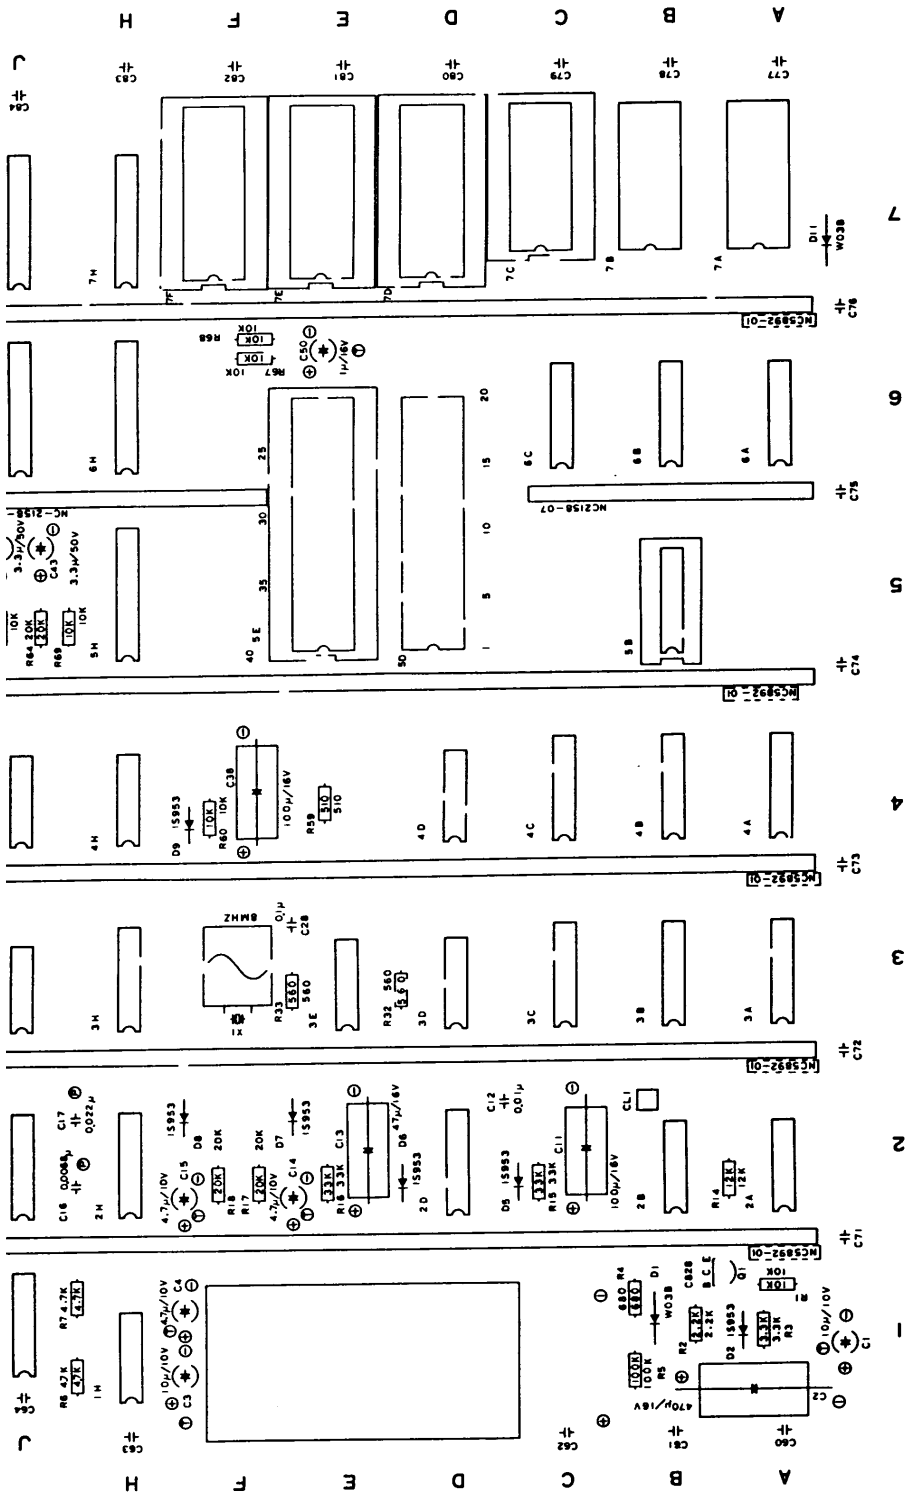 H F E D C B A
J
C84 C83 C82 C81 C80 C79 C78 C77
7
7H 7F 7E 7D 7C 7B 7A
D11 W03B
NC5892-01 C76
R68 10K 10K
10K 10K R67
C50 1µ/16V
6
6H 6C 6B 6A
25 20 15
NC-2158- NC2158-07 C75
30 10
3.3µ/50V C43 3.3µ/50V
5
35 5
10K R64 20K 20K R69 10K 10K
5H 40 5E 5D 1 5B
NC5892-01 C74
C38 100µ/16V
1S953 D9
10K 10K R60
R59 510 510
4
4H 4D 4C 4B 4A
NC5892-01 C73
8MHZ X1
0.1µ C28
R33 560 560
R32 560 560
3
3H 3E 3D 3C 3B 3A
NC5892-01 C72
C17 0.022µ
C16 0.0068µ
1S953 D8 20K 20K R18
4.7µ/10V C15
1S953 D7 20K 20K R17
4.7µ/10V C14
C13 47µ/16V
R16 33K 33K
D6 1S953
C12 0.01µ
D5 1S953
R15 33K 33K
C11 100µ/16V
CL1
R14 12K 12K
2
2H 2D 2B 2A
NC5892-01 C71
R7 4.7K 4.7K
R6 47K 47K
C4 4.7µ/10V
C3 10µ/10V
R4 680 680
D1 W03B
C828 B C E Q1
10K 10K R1
R2 2.2K 2.2K
D2 1S953
3.3K 3.3K R3
10µ/10V C1
100K 100K R5
470µ/16V C2
1
1H
C64 C63 C62 C61 C60
J
H F E D C B A